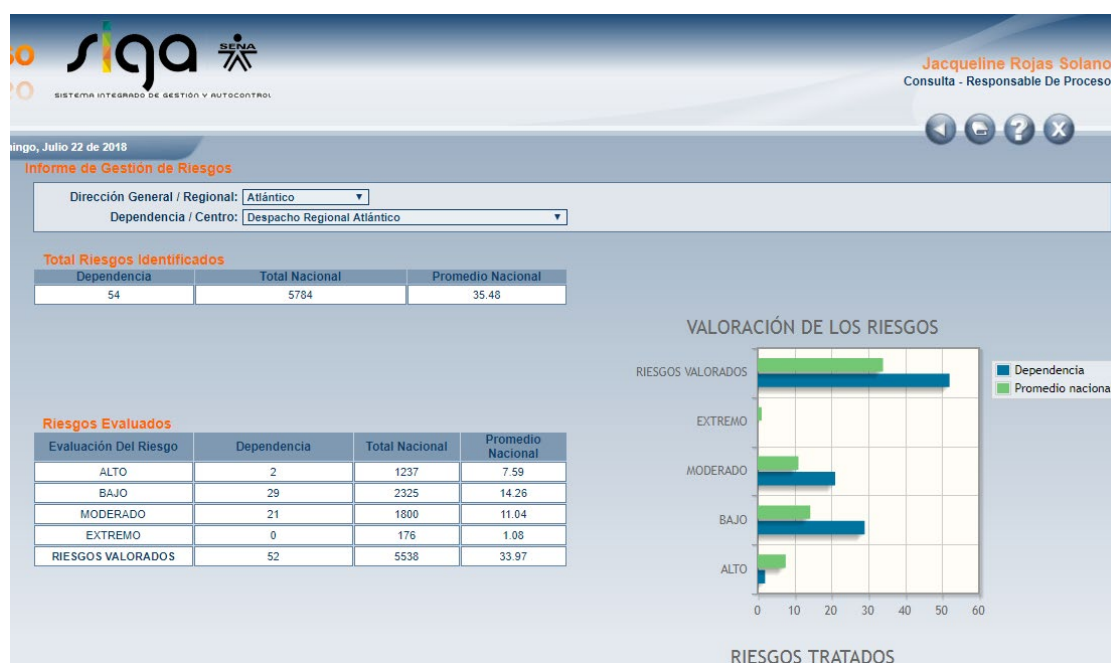 siga
SENA
SISTEMA INTEGRADO DE GESTIÓN Y AUTOCONTROL
Jacqueline Rojas Solano
Consulta - Responsable De Proceso
ingo, Julio 22 de 2018
Informe de Gestión de Riesgos
Dirección General / Regional: Atlántico
Dependencia / Centro: Despacho Regional Atlántico
Total Riesgos Identificados
Dependencia Total Nacional Promedio Nacional
54 5784 35.48
Riesgos Evaluados
Evaluación Del Riesgo Dependencia Total Nacional Promedio Nacional
ALTO 2 1237 7.59
BAJO 29 2325 14.26
MODERADO 21 1800 11.04
EXTREMO 0 176 1.08
RIESGOS VALORADOS 52 5538 33.97
VALORACIÓN DE LOS RIESGOS
RIESGOS VALORADOS
EXTREMO
MODERADO
BAJO
ALTO
0 10 20 30 40 50 60
Dependencia
Promedio naciona
RIESGOS TRATADOS